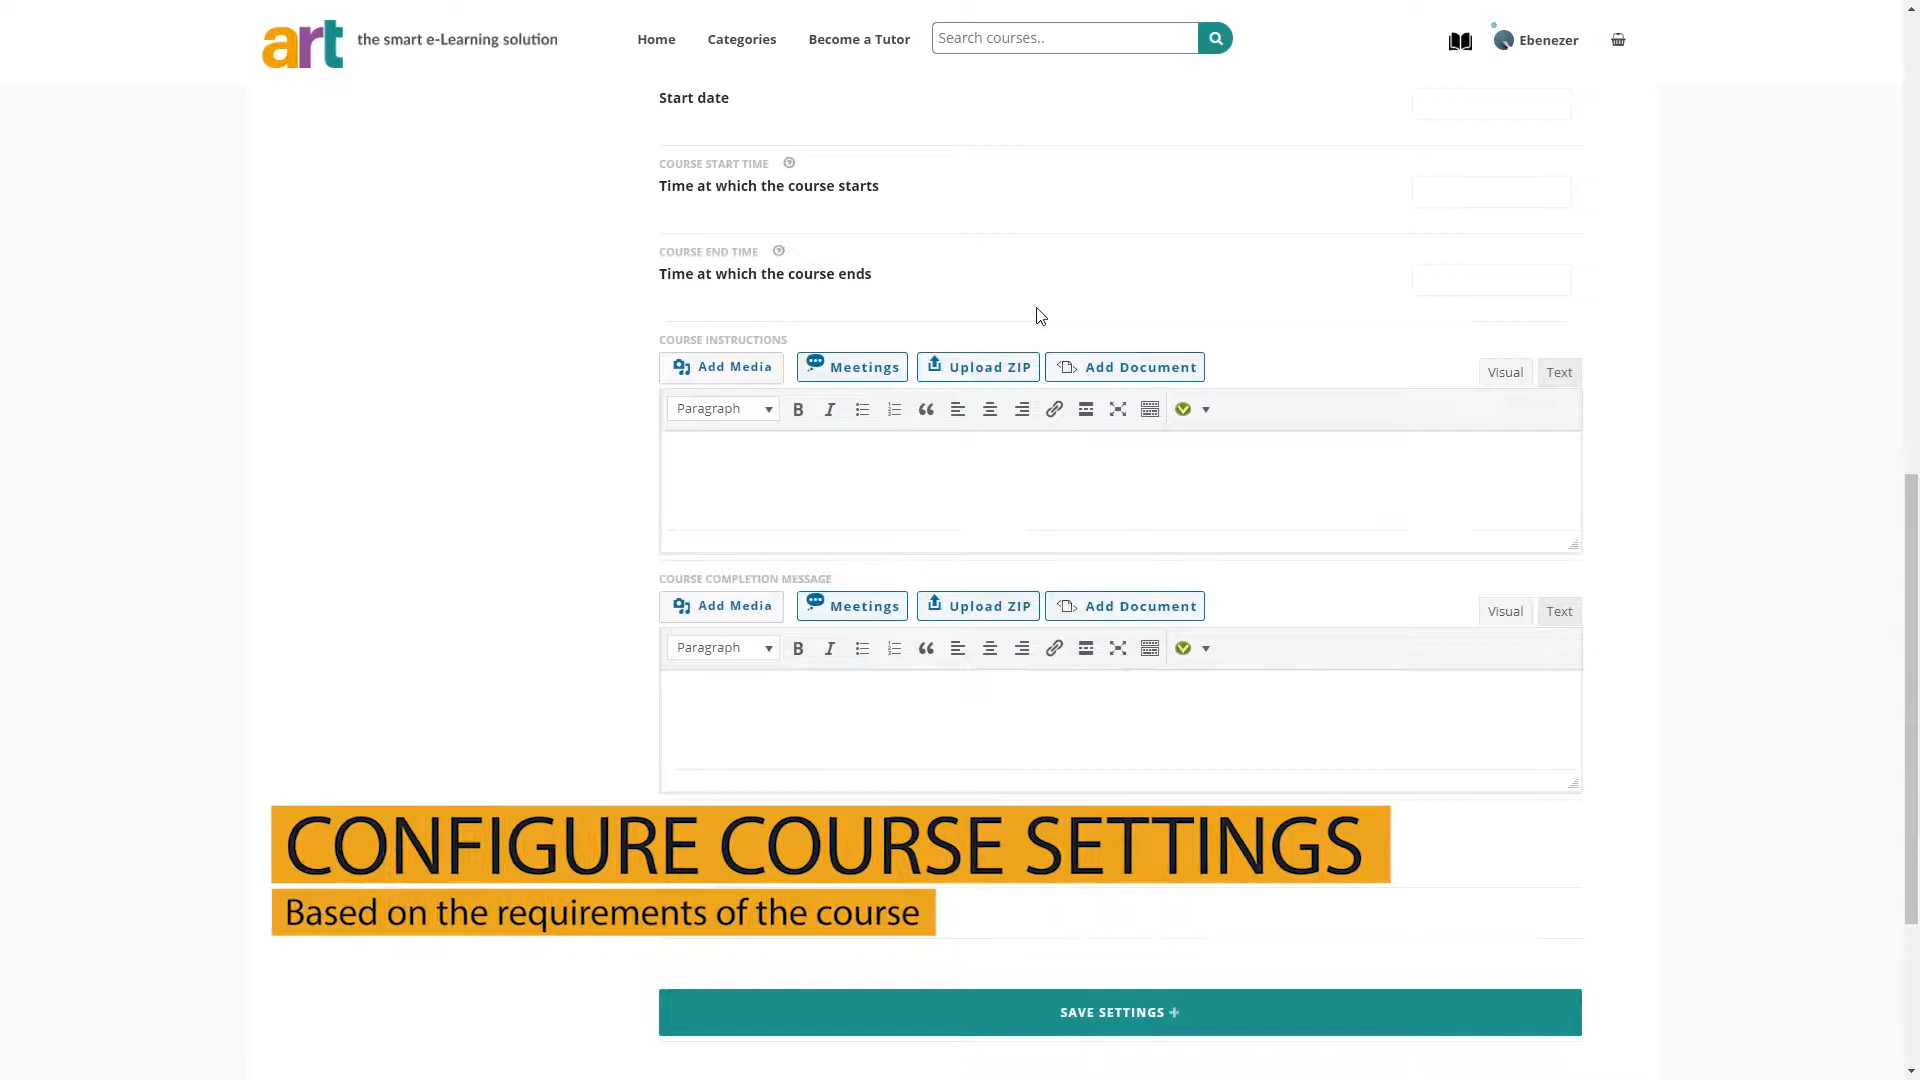 art the smart e-Learning solution Home Categories Become a Tutor Search courses.. Ebenezer
Start date
COURSE START TIME
Time at which the course starts
COURSE END TIME
Time at which the course ends
COURSE INSTRUCTIONS
Add Media Meetings Upload ZIP Add Document Visual Text
Paragraph B I
COURSE COMPLETION MESSAGE
Add Media Meetings Upload ZIP Add Document Visual Text
Paragraph B I
CONFIGURE COURSE SETTINGS
Based on the requirements of the course
SAVE SETTINGS +